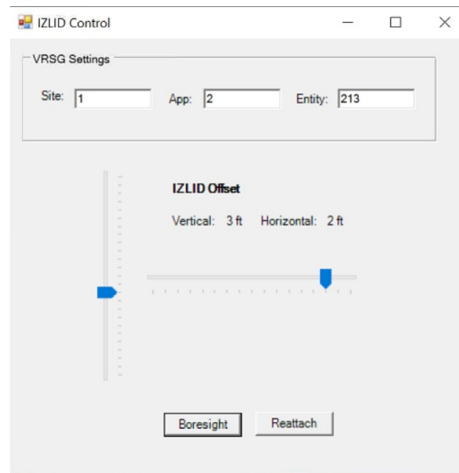 IZLID Control
VRSG Settings
Site: 1 App: 2 Entity: 213
IZLID Offset
Vertical: 3 ft Horizontal: 2 ft
Boresight Reattach